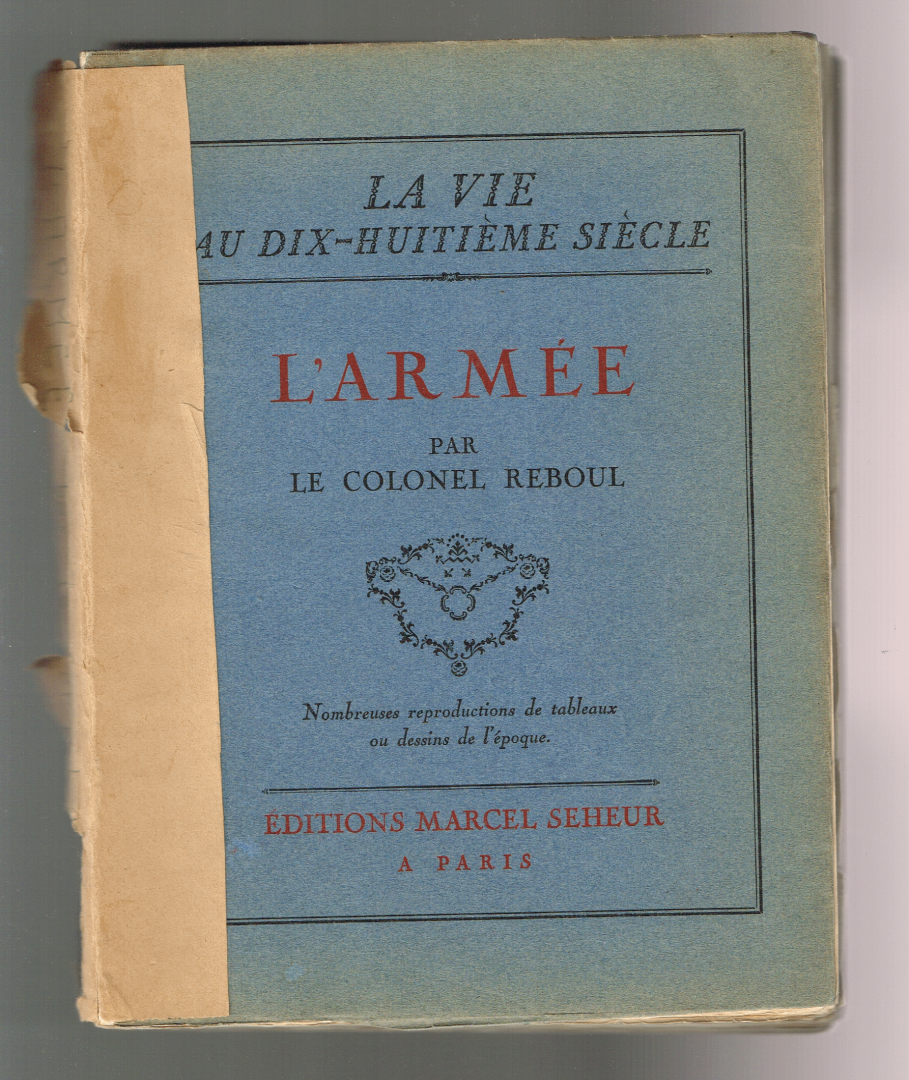 LA VIE
AU DIX-HUITIÈME SIÈCLE
L'ARMÉE
PAR
LE COLONEL REBOUL
Nombreuses reproductions de tableaux
ou dessins de l'époque.
ÉDITIONS MARCEL SEHEUR
A PARIS